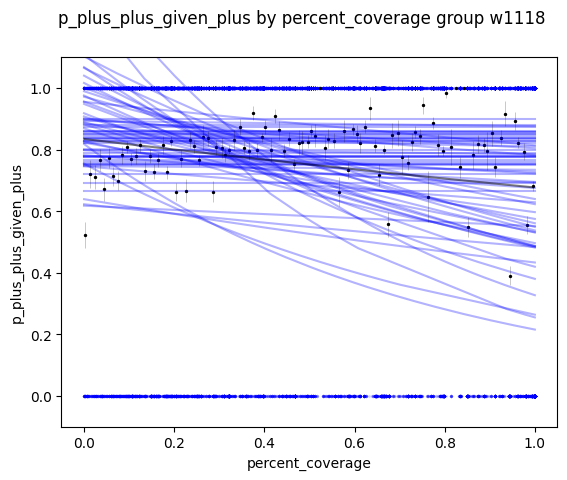 p_plus_plus_given_plus by percent_coverage group w1118
p_plus_plus_given_plus
1.0
0.8
0.6
0.4
0.2
0.0
0.0 0.2 0.4 0.6 0.8 1.0
percent_coverage